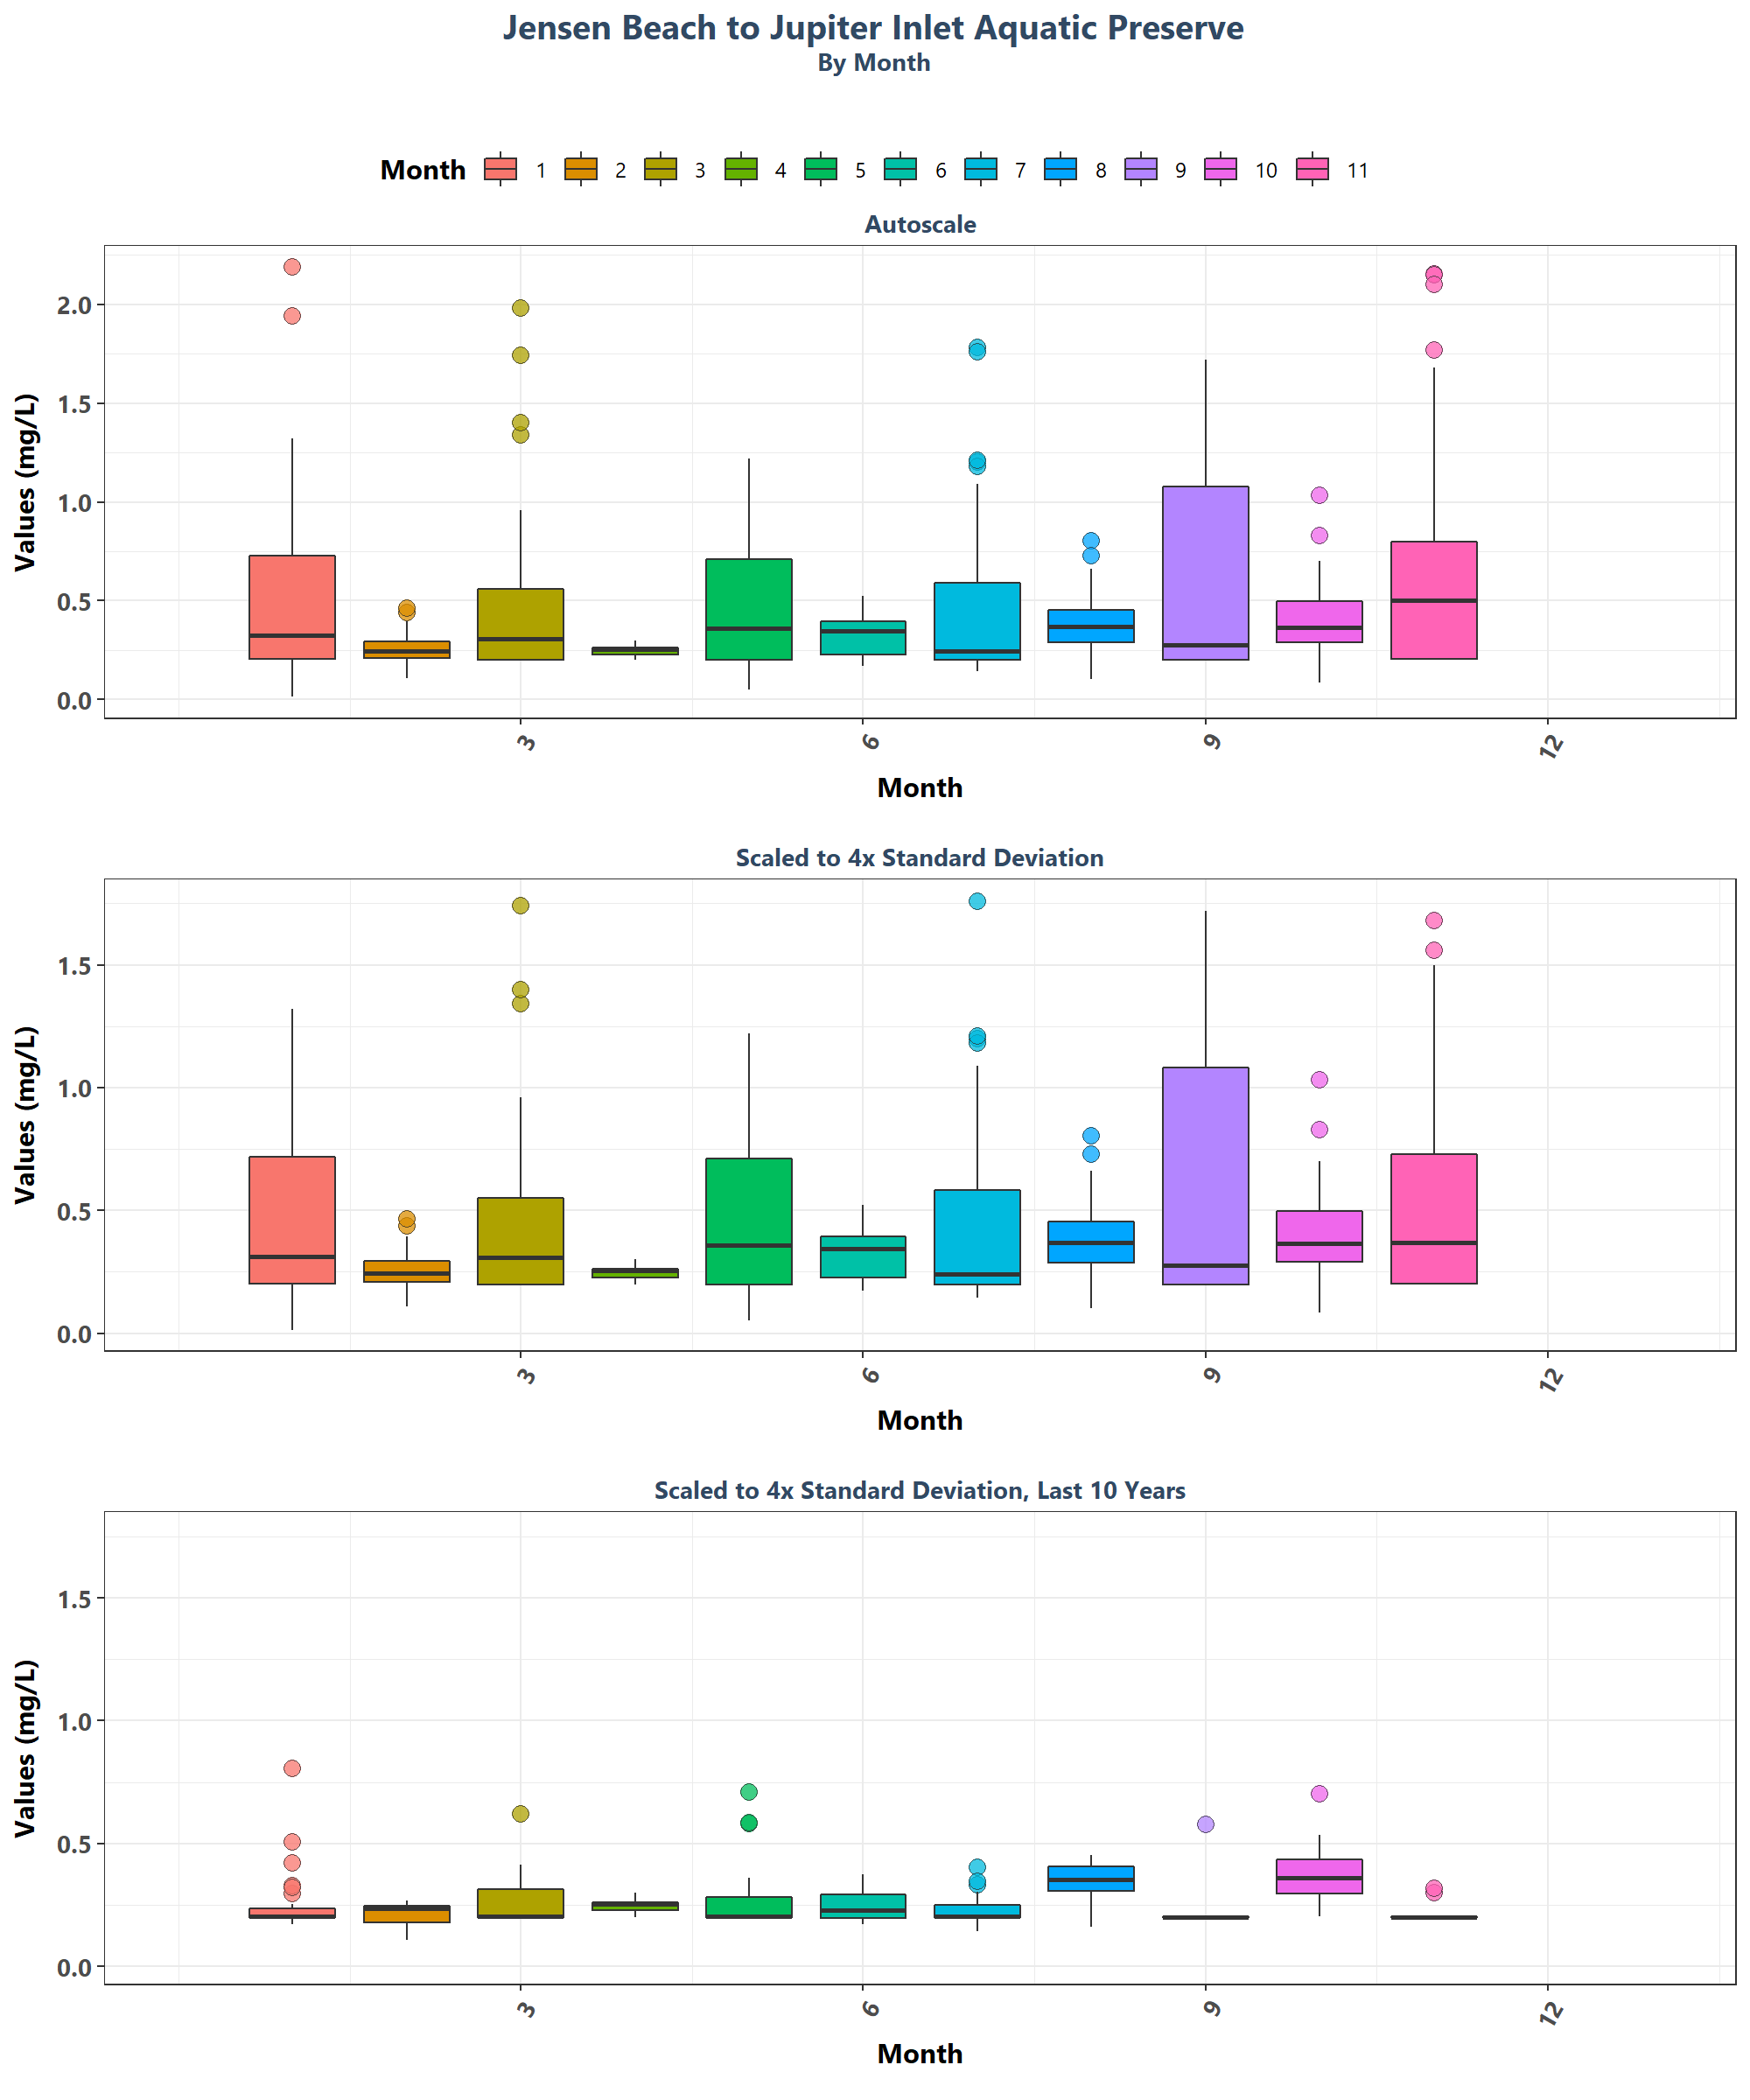 Jensen Beach to Jupiter Inlet Aquatic Preserve
By Month
Month 1 2 3 4 5 6 7 8 9 10 11
Autoscale
Values (mg/L)
2.0
1.5
1.0
0.5
0.0
3 6 9 12
Month
Scaled to 4x Standard Deviation
Values (mg/L)
1.5
1.0
0.5
0.0
3 6 9 12
Month
Scaled to 4x Standard Deviation, Last 10 Years
Values (mg/L)
1.5
1.0
0.5
0.0
3 6 9 12
Month